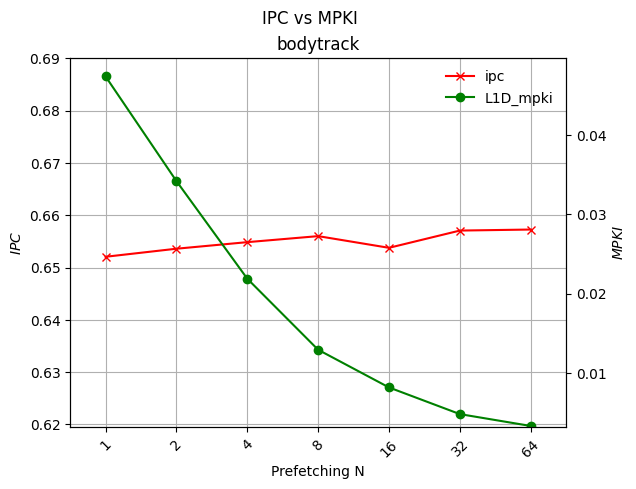 IPC vs MPKI
bodytrack
ipc
L1D_mpki
0.69
0.68
0.67
0.66
0.65
0.64
0.63
0.62
IPC
0.04
0.03
0.02
0.01
MPKI
1 2 4 8 16 32 64
Prefetching N